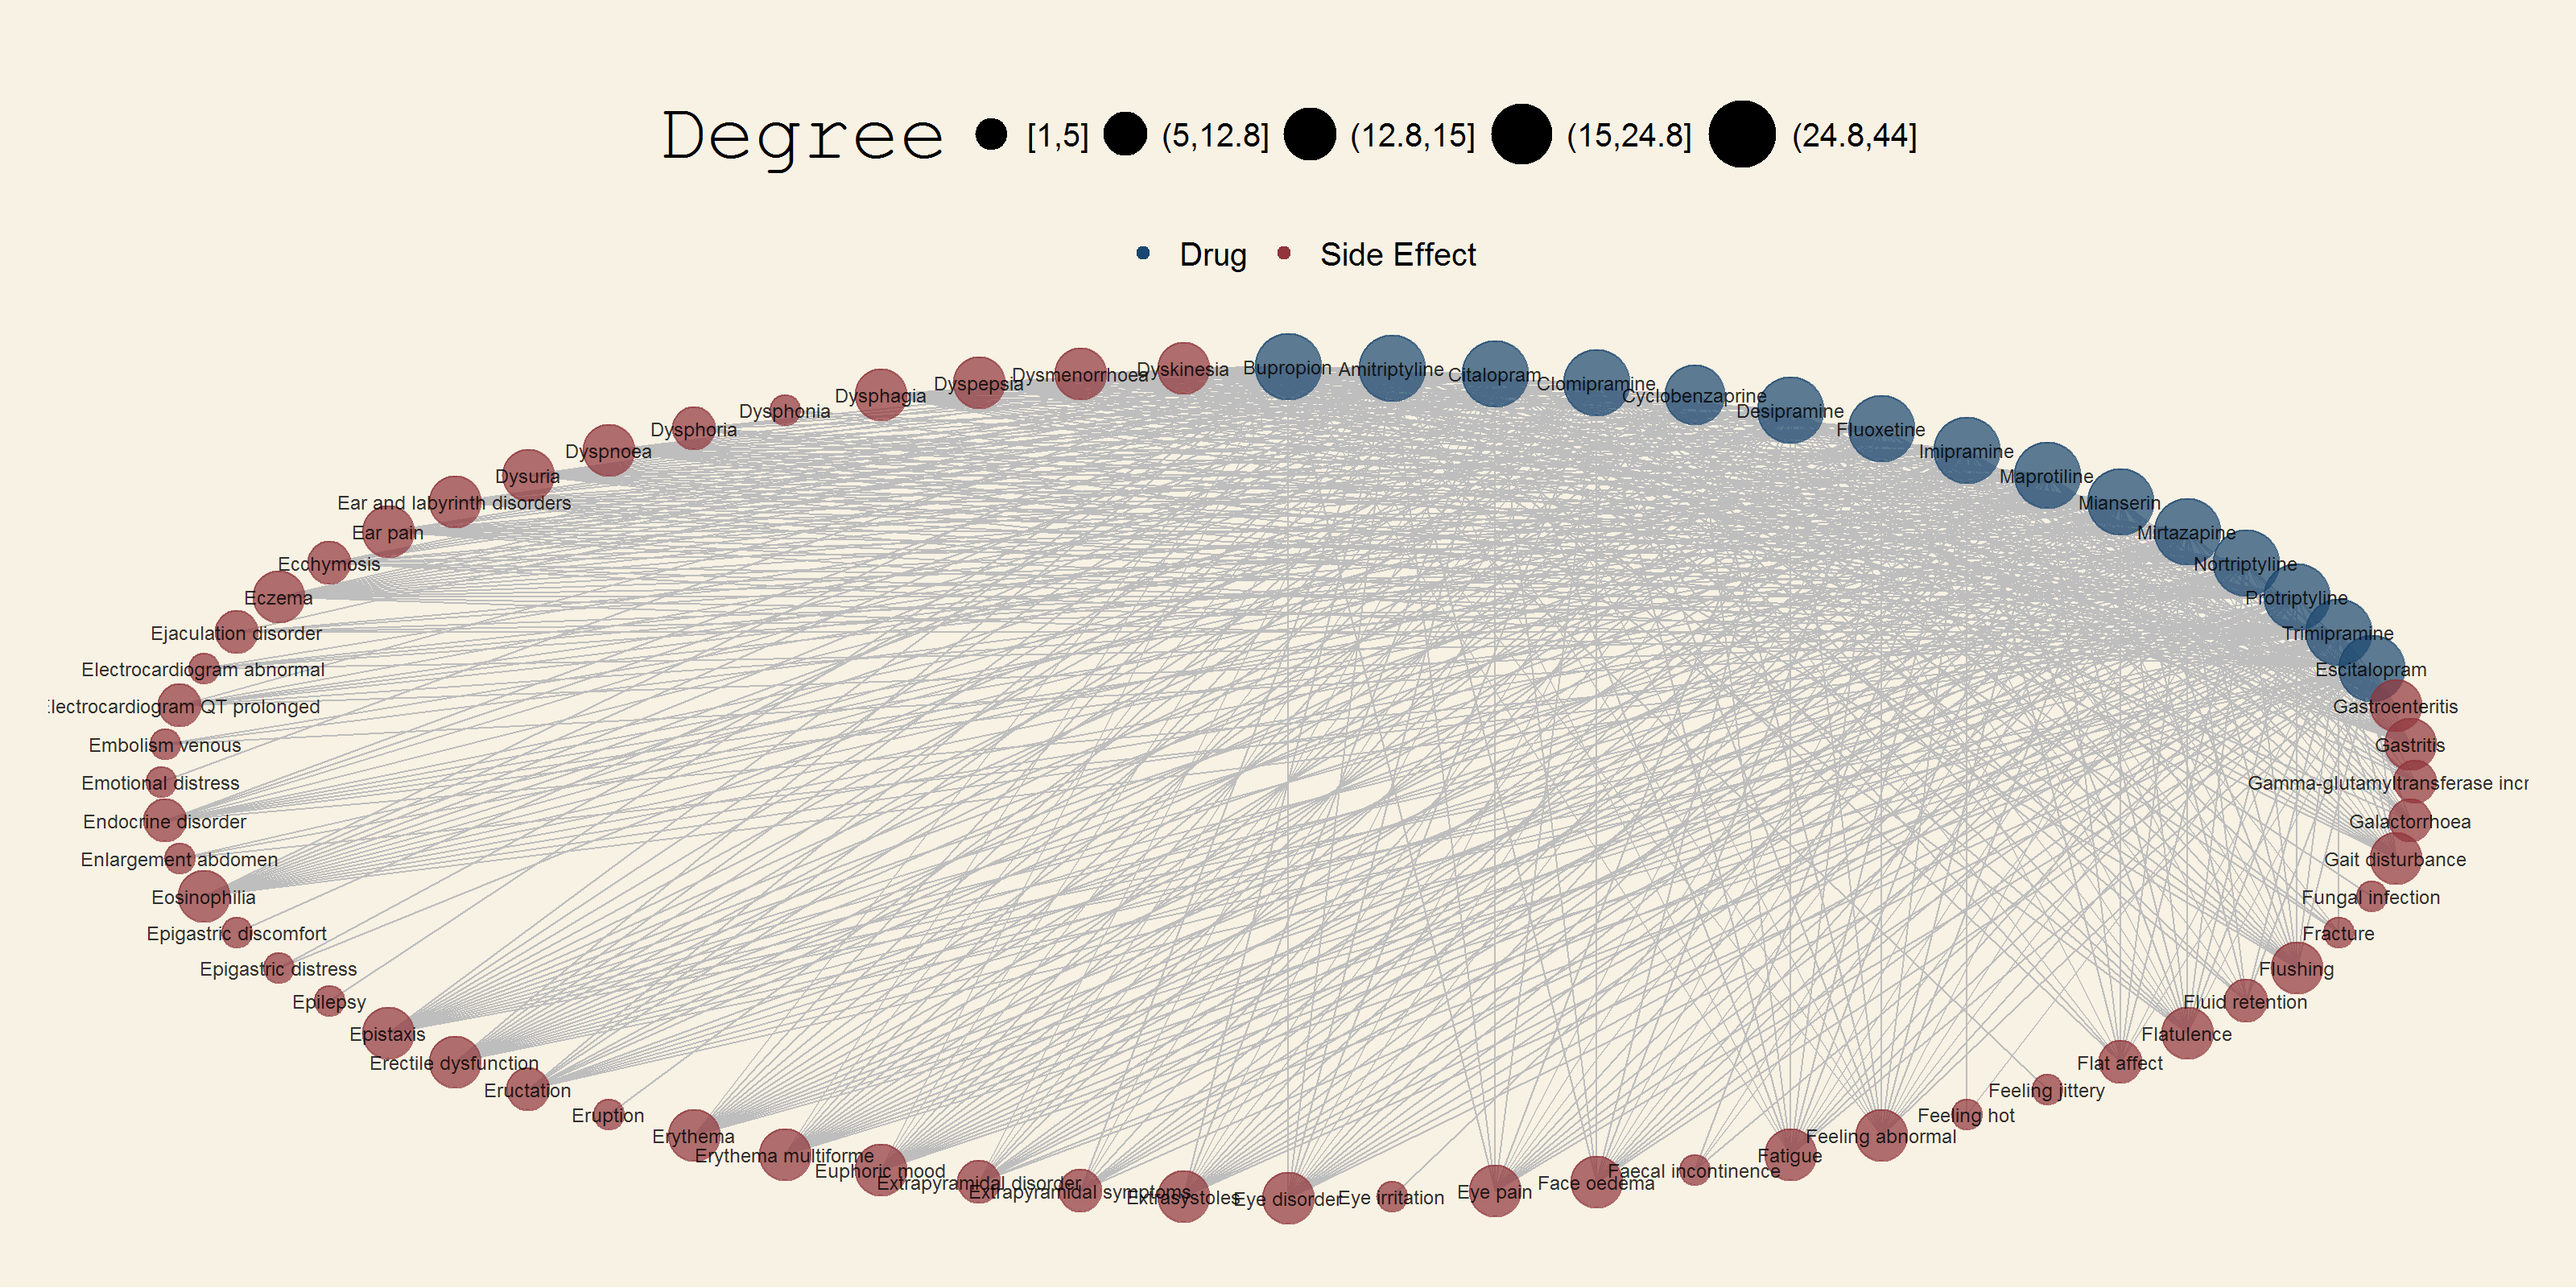 Degree [1,5] (5,12.8] (12.8,15] (15,24.8] (24.8,44]
Drug Side Effect
Bupropion
Amitriptyline
Citalopram
Clomipramine
Cyclobenzaprine
Desipramine
Fluoxetine
Imipramine
Maprotiline
Mianserin
Mirtazapine
Nortriptyline
Protriptyline
Trimipramine
Escitalopram
Gastroenteritis
Gastritis
Gamma-glutamyltransferase incr
Galactorrhoea
Gait disturbance
Fungal infection
Fracture
Flushing
Fluid retention
Flatulence
Flat affect
Feeling jittery
Feeling hot
Feeling abnormal
Fatigue
Faecal incontinence
Face oedema
Eye pain
Eye irritation
Eye disorder
Extrasystoles
Extrapyramidal symptoms
Extrapyramidal disorder
Euphoric mood
Erythema multiforme
Erythema
Eruption
Eructation
Erectile dysfunction
Epistaxis
Epilepsy
Epigastric distress
Epigastric discomfort
Eosinophilia
Enlargement abdomen
Endocrine disorder
Emotional distress
Embolism venous
lectrocardiogram QT prolonged
Electrocardiogram abnormal
Ejaculation disorder
Eczema
Ecchymosis
Ear pain
Ear and labyrinth disorders
Dysuria
Dyspnoea
Dysphoria
Dysphonia
Dysphagia
Dyspepsia
Dysmenorrhoea
Dyskinesia